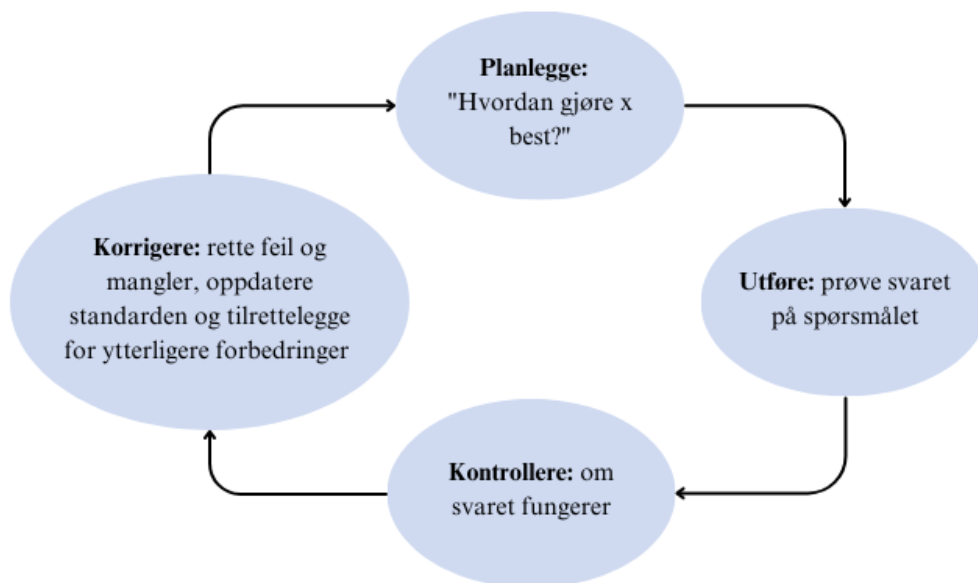 Planlegge:
"Hvordan gjøre x
best?"
Utføre: prøve svaret
på spørsmålet
Kontrollere: om
svaret fungerer
Korrigere: rette feil og
mangler, oppdatere
standarden og tilrettelegge
for ytterligere forbedringer